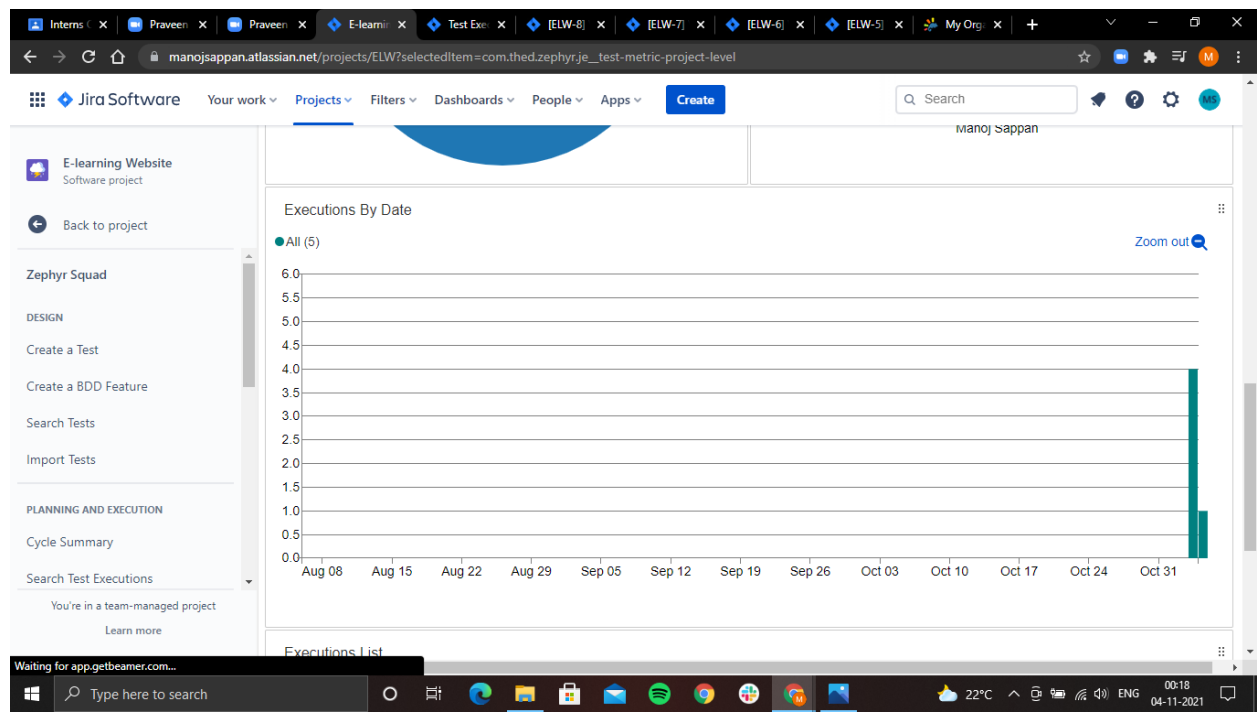 Interns (
Praveen
Praveen
E-learnin
Test Exec
[ELW-8]
[ELW-7]
[ELW-6]
[ELW-5]
My Orga
manojsappan.atlassian.net/projects/ELW?selectedItem=com.thed.zephyr.je__test-metric-project-level
M
Jira Software
Your work
Projects
Filters
Dashboards
People
Apps
Create
Search
MS
E-learning Website
Software project
Back to project
Zephyr Squad
DESIGN
Create a Test
Create a BDD Feature
Search Tests
Import Tests
PLANNING AND EXECUTION
Cycle Summary
Search Test Executions
You're in a team-managed project
Learn more
Manoj Sappan
Executions By Date
All (5)
Zoom out
6.0
5.5
5.0
4.5
4.0
3.5
3.0
2.5
2.0
1.5
1.0
0.5
0.0
Aug 08 Aug 15 Aug 22 Aug 29 Sep 05 Sep 12 Sep 19 Sep 26 Oct 03 Oct 10 Oct 17 Oct 24 Oct 31
Executions List
Waiting for app.getbeamer.com...
Type here to search
22°C
ENG
00:18
04-11-2021